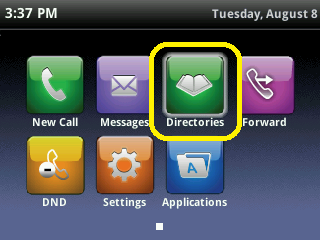 3:37 PM Tuesday, August 8
New Call Messages Directories Forward
A
DND Settings Applications